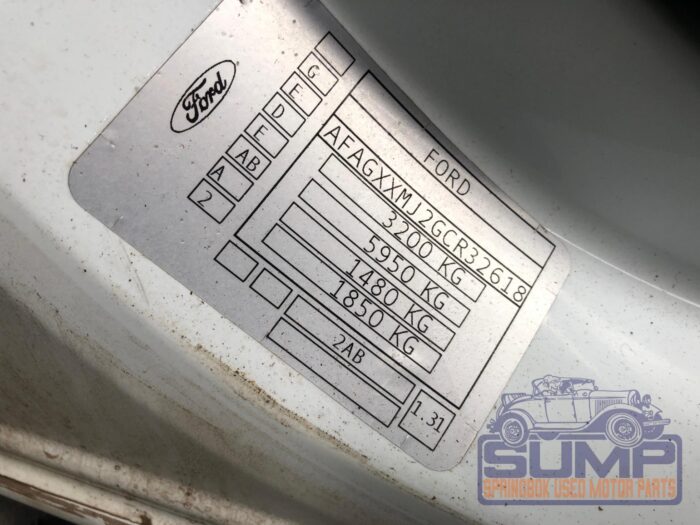 Ford
G
E
D
E
AB
A
2
FORD
AFAGXXMJ2GCR32618
3200 KG
5950 KG
1480 KG
1850 KG
2AB
1.31
SUMP
SPRINGBOK USED MOTOR PARTS